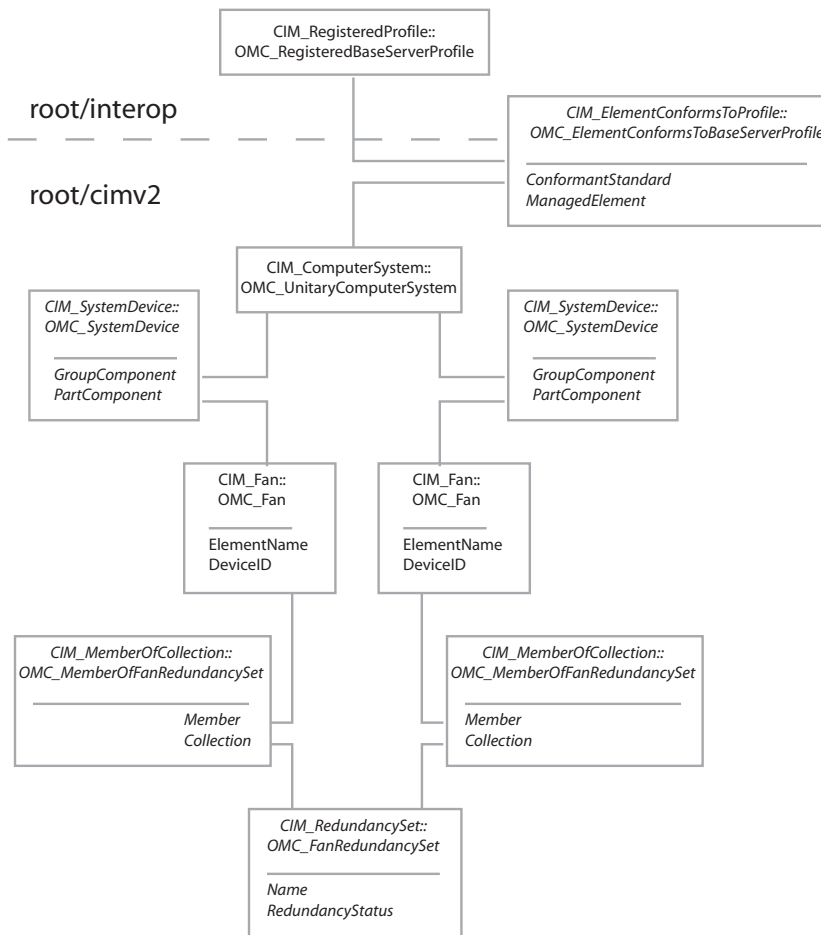 CIM_RegisteredProfile::
OMC_RegisteredBaseServerProfile
root/interop
CIM_ElementConformsToProfile::
OMC_ElementConformsToBaseServerProfile
ConformantStandard
ManagedElement
root/cimv2
CIM_ComputerSystem::
OMC_UnitaryComputerSystem
CIM_SystemDevice::
OMC_SystemDevice
GroupComponent
PartComponent
CIM_SystemDevice::
OMC_SystemDevice
GroupComponent
PartComponent
CIM_Fan::
OMC_Fan
ElementName
DeviceID
CIM_Fan::
OMC_Fan
ElementName
DeviceID
CIM_MemberOfCollection::
OMC_MemberOfFanRedundancySet
Member
Collection
CIM_MemberOfCollection::
OMC_MemberOfFanRedundancySet
Member
Collection
CIM_RedundancySet::
OMC_FanRedundancySet
Name
RedundancyStatus